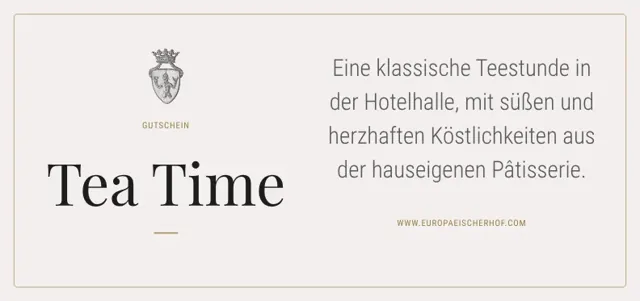 GUTSCHEIN
Tea Time
Eine klassische Teestunde in
der Hotelhalle, mit süßen und
herzhaften Köstlichkeiten aus
der hauseigenen Pâtisserie.
WWW.EUROPAEISCHERHOF.COM